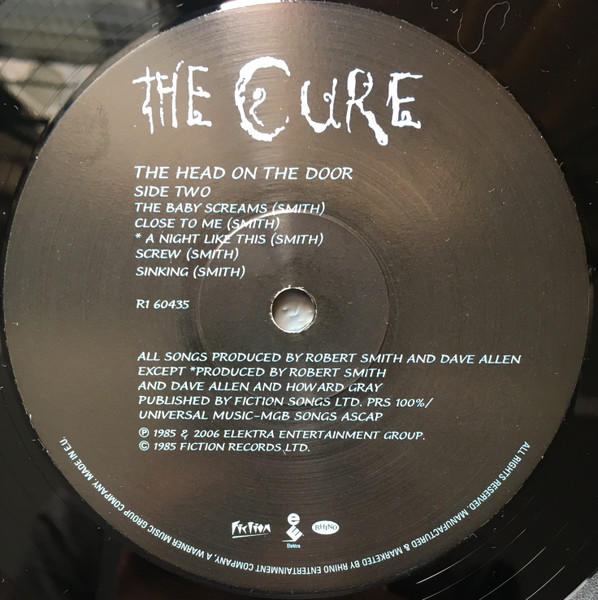 THE CURE
THE HEAD ON THE DOOR
SIDE TWO
THE BABY SCREAMS (SMITH)
CLOSE TO ME (SMITH)
* A NIGHT LIKE THIS (SMITH)
SCREW (SMITH)
SINKING (SMITH)
R1 60435
ALL SONGS PRODUCED BY ROBERT SMITH AND DAVE ALLEN
EXCEPT *PRODUCED BY ROBERT SMITH
AND DAVE ALLEN AND HOWARD GRAY
PUBLISHED BY FICTION SONGS LTD. PRS 100%/
UNIVERSAL MUSIC-MGB SONGS ASCAP
℗ 1985 & 2006 ELEKTRA ENTERTAINMENT GROUP.
© 1985 FICTION RECORDS LTD.
Fiction
e
Elektra
RHINO
ALL RIGHTS RESERVED. MANUFACTURED & MARKETED BY RHINO ENTERTAINMENT COMPANY, A WARNER MUSIC GROUP COMPANY. MADE IN E.U.